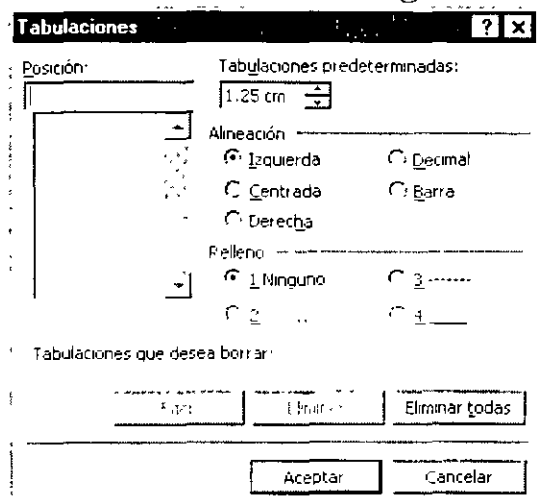 Tabulaciones ? x
Posición: Tabulaciones predeterminadas:
1.25 cm
Alineación
Izquierda Decimal
Centrada Barra
Derecha
Relleno
1 Ninguno 3 -------
2 .. 4 ____
Tabulaciones que desea borrar:
Eliminar todas
Aceptar Cancelar